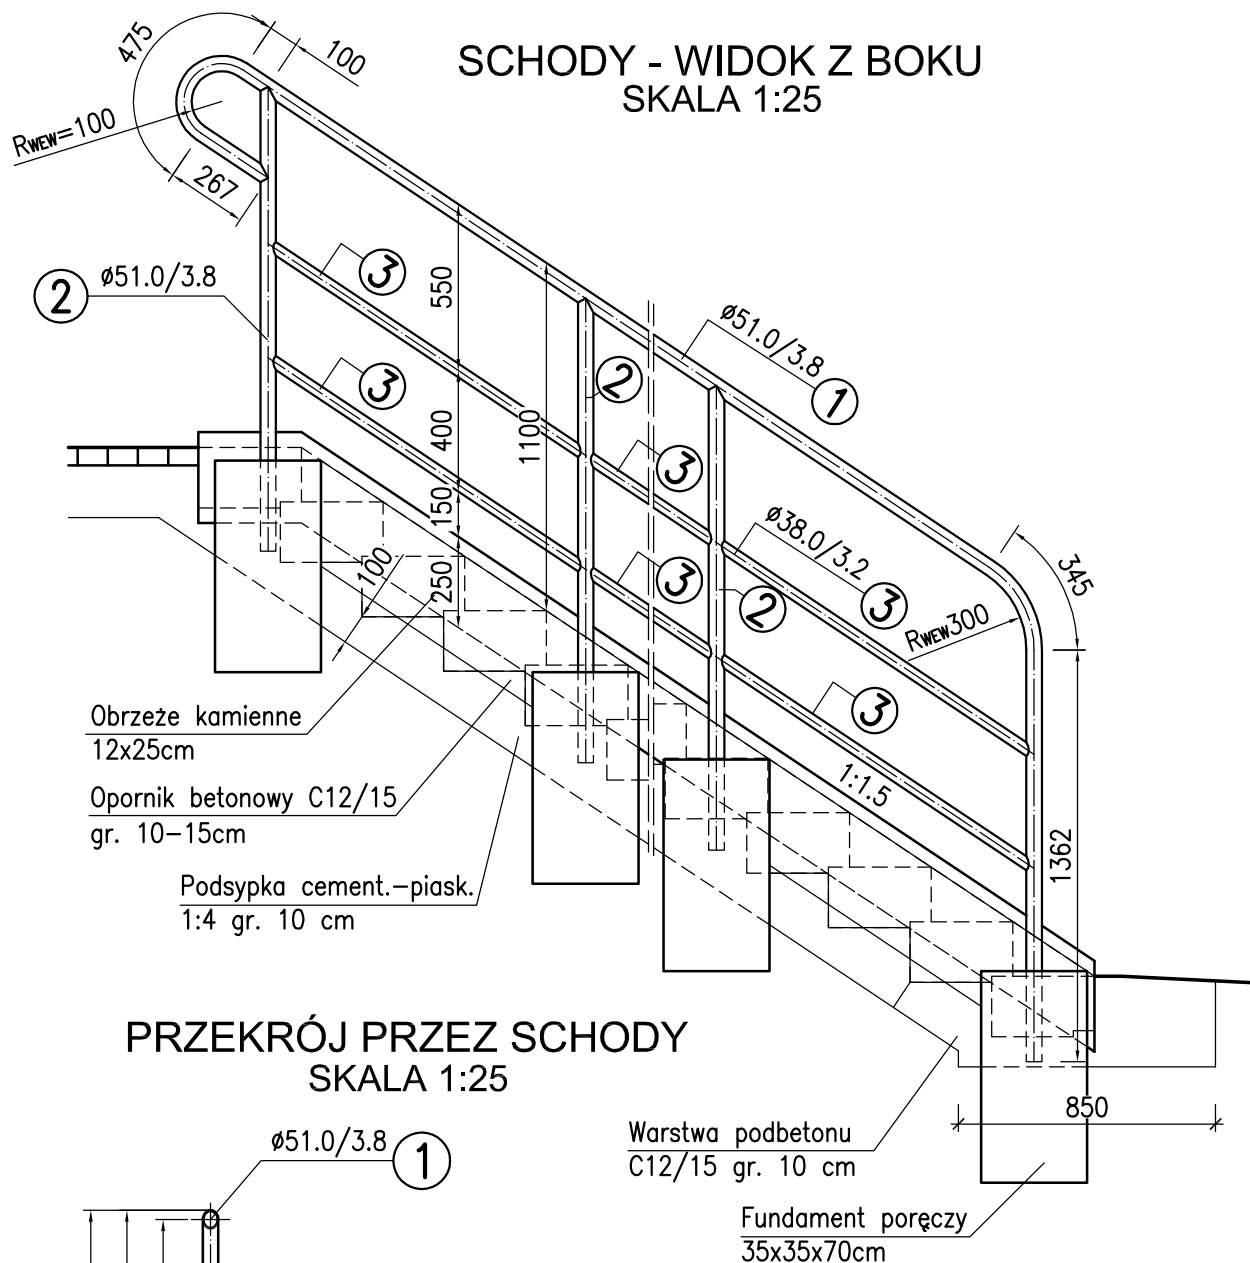 SCHODY - WIDOK Z BOKU
SKALA 1:25
475
100
RWEW=100
267
2
ø51.0/3.8
3
550
ø51.0/3.8
1
3
2
400
1100
3
150
ø38.0/3.2
3
100
250
3
2
345
RWEW300
3
Obrzeże kamienne
12x25cm
1:1.5
Opornik betonowy C12/15
gr. 10-15cm
1362
Podsypka cement.-piask.
1:4 gr. 10 cm
PRZEKRÓJ PRZEZ SCHODY
SKALA 1:25
850
ø51.0/3.8
1
Warstwa podbetonu
C12/15 gr. 10 cm
Fundament poręczy
35x35x70cm